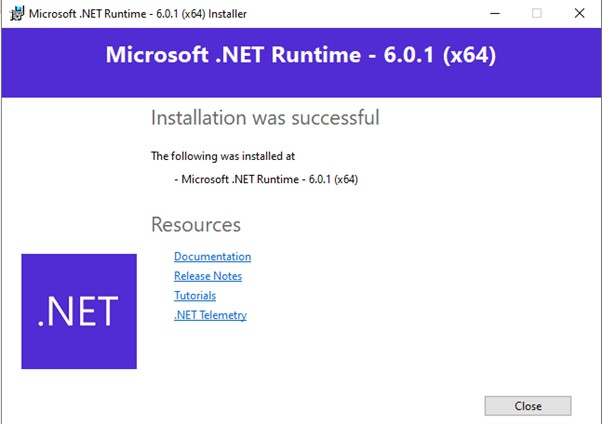 Microsoft .NET Runtime - 6.0.1 (x64) Installer
Microsoft .NET Runtime - 6.0.1 (x64)
Installation was successful
The following was installed at
- Microsoft .NET Runtime - 6.0.1 (x64)
Resources
Documentation
Release Notes
Tutorials
.NET Telemetry
.NET
Close